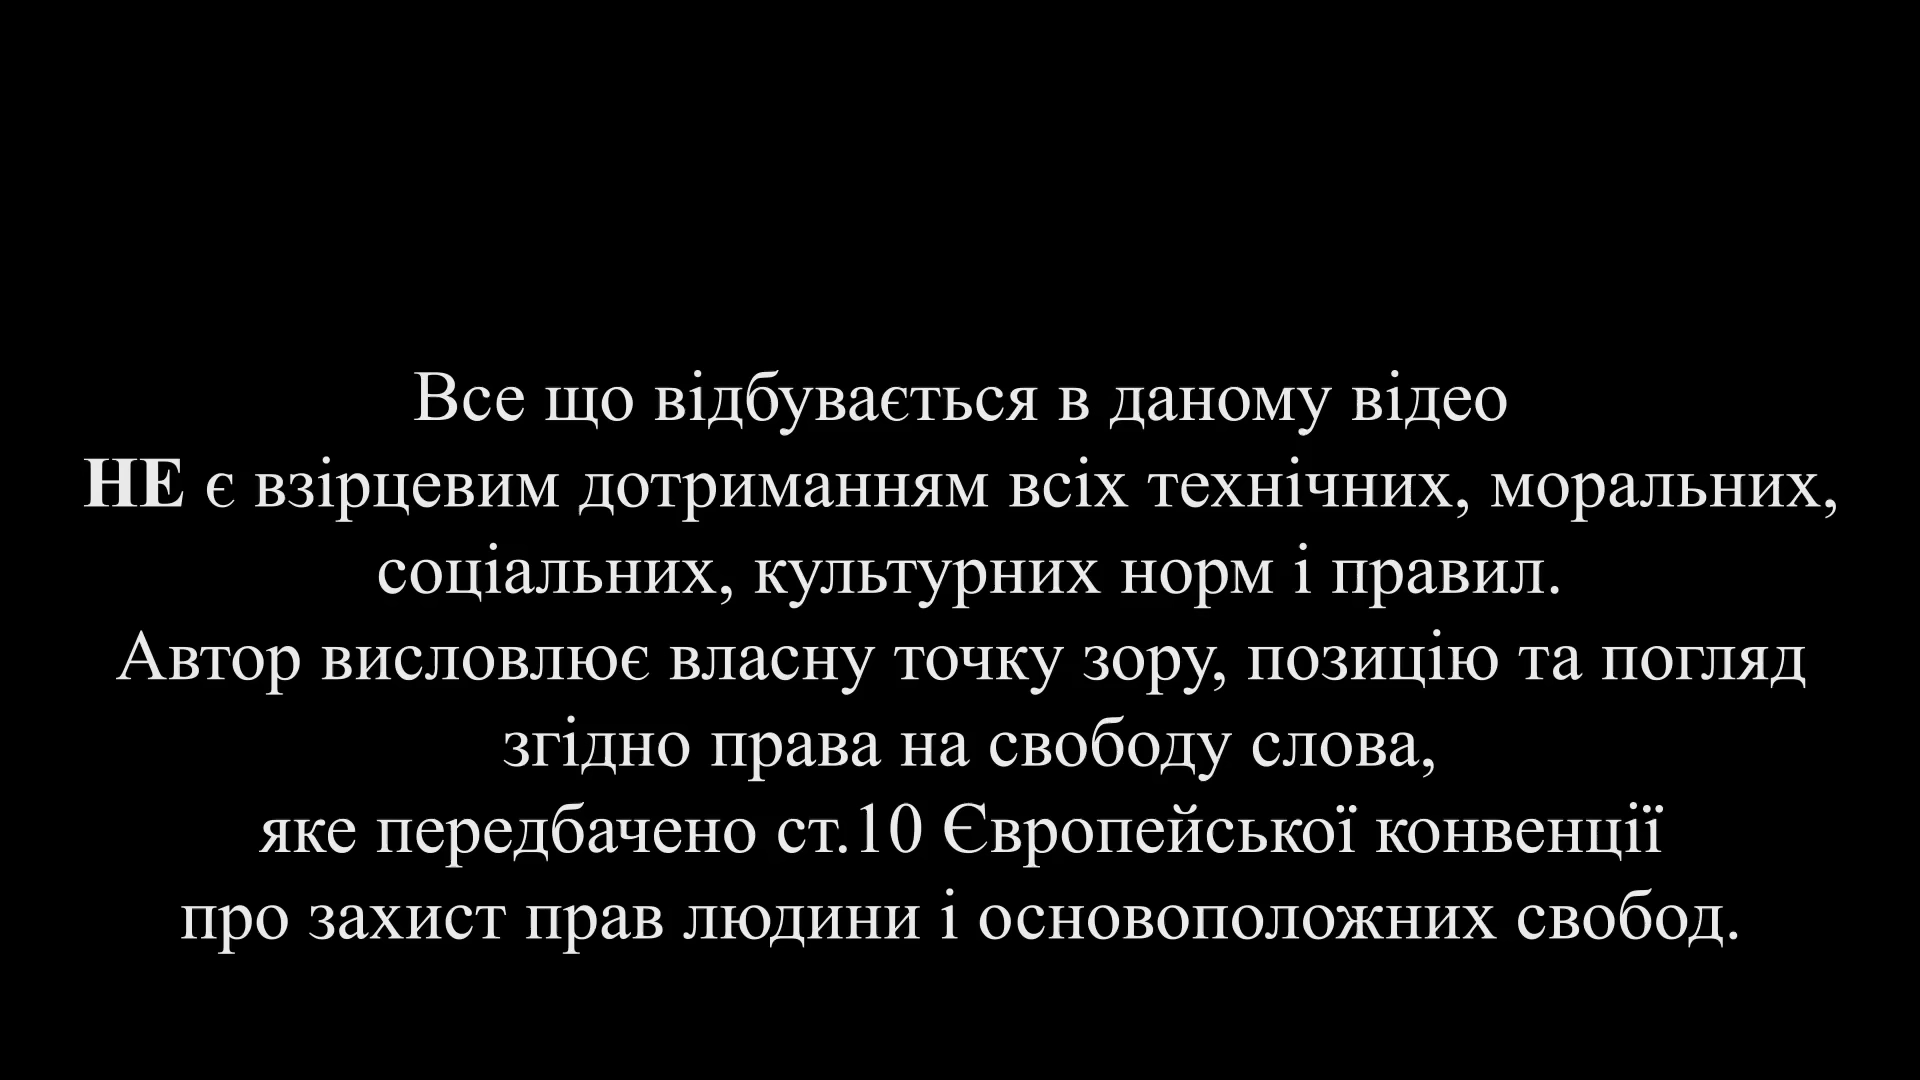 Все що відбувається в даному відео
НЕ є взірцевим дотриманням всіх технічних, моральних,
соціальних, культурних норм і правил.
Автор висловлює власну точку зору, позицію та погляд
згідно права на свободу слова,
яке передбачено ст.10 Європейської конвенції
про захист прав людини і основоположних свобод.